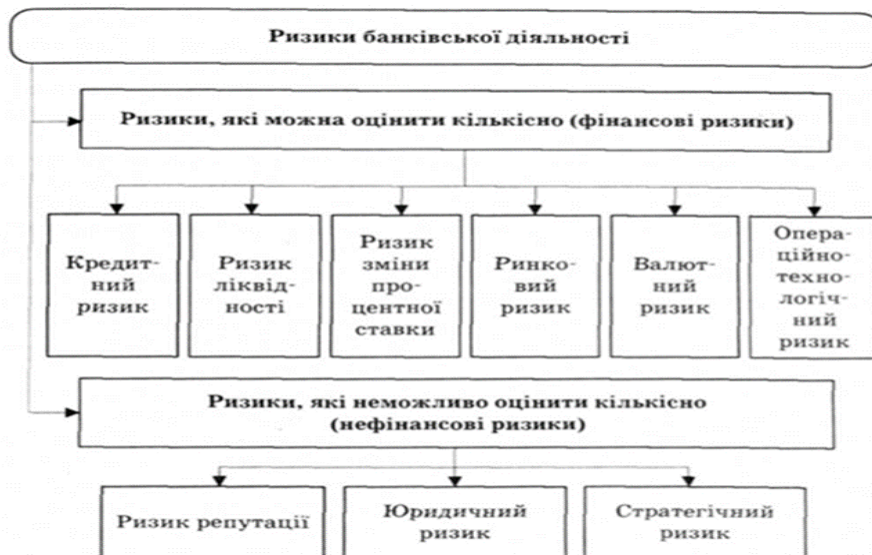 Ризики банківської діяльності
Ризики, які можна оцінити кількісно (фінансові ризики)
Кредит-
ний
ризик
Ризик
ліквід-
ності
Ризик
зміни
про-
центної
ставки
Ринко-
вий
ризик
Валют-
ний
ризик
Опера-
ційно-
техно-
логіч-
ний
ризик
Ризики, які неможливо оцінити кількісно
(нефінансові ризики)
Ризик репутації
Юридичний
ризик
Стратегічний
ризик